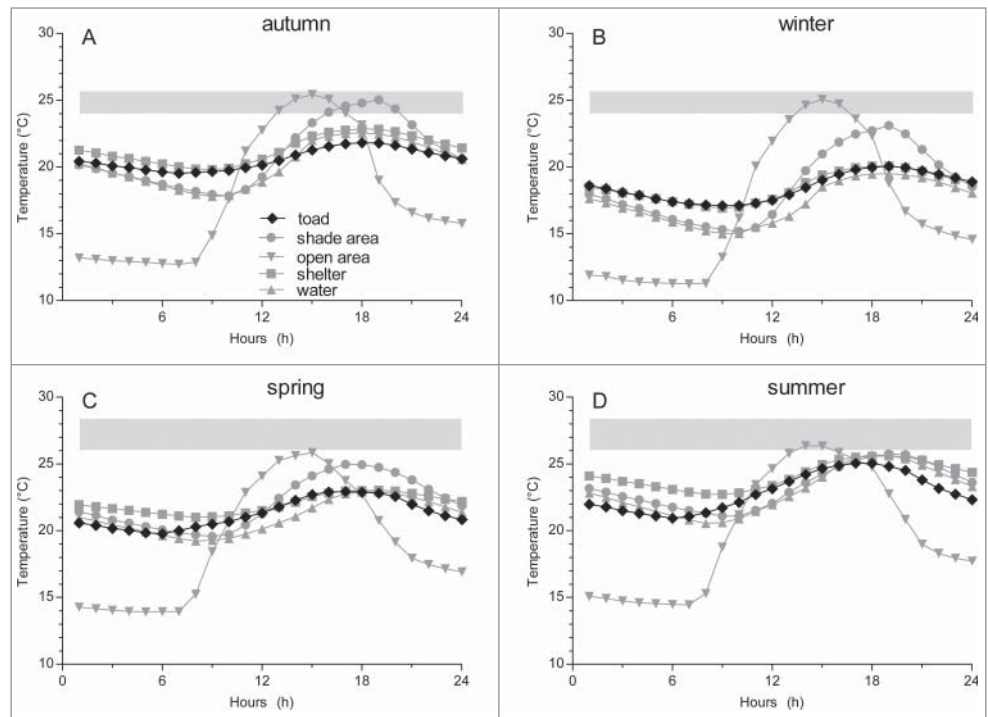 A
autumn
30
25
20
15
10
Temperature (°C)
toad
shade area
open area
shelter
water
6
12
18
24
Hours (h)
B
winter
30
25
20
15
10
Temperature (°C)
6
12
18
24
Hours (h)
C
spring
30
25
20
15
10
Temperature (°C)
0
6
12
18
24
Hours (h)
D
summer
30
25
20
15
10
Temperature (°C)
0
6
12
18
24
Hours (h)